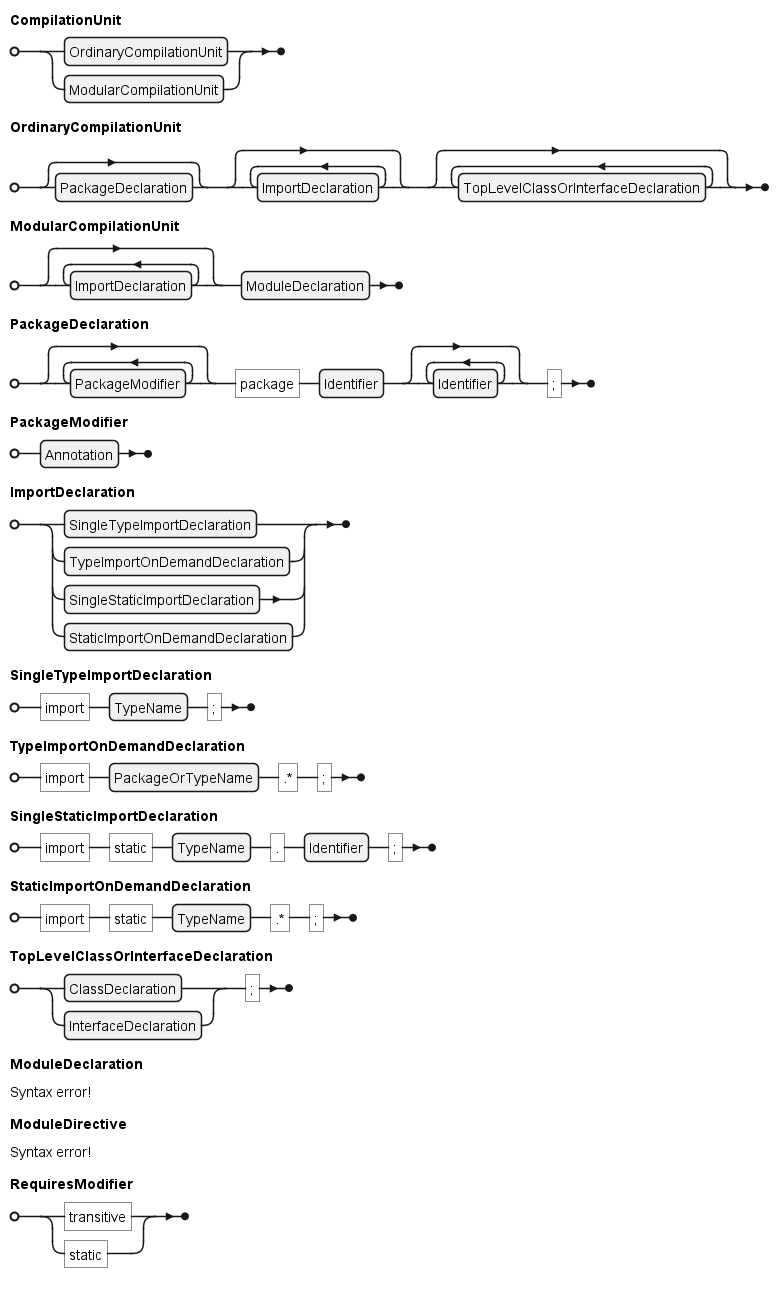 CompilationUnit
OrdinaryCompilationUnit
ModularCompilationUnit
OrdinaryCompilationUnit
PackageDeclaration ImportDeclaration TopLevelClassOrInterfaceDeclaration
ModularCompilationUnit
ImportDeclaration ModuleDeclaration
PackageDeclaration
PackageModifier package Identifier Identifier ;
PackageModifier
Annotation
ImportDeclaration
SingleTypeImportDeclaration
TypeImportOnDemandDeclaration
SingleStaticImportDeclaration
StaticImportOnDemandDeclaration
SingleTypeImportDeclaration
import TypeName ;
TypeImportOnDemandDeclaration
import PackageOrTypeName .* ;
SingleStaticImportDeclaration
import static TypeName . Identifier ;
StaticImportOnDemandDeclaration
import static TypeName .* ;
TopLevelClassOrInterfaceDeclaration
ClassDeclaration ;
InterfaceDeclaration
ModuleDeclaration
Syntax error!
ModuleDirective
Syntax error!
RequiresModifier
transitive
static